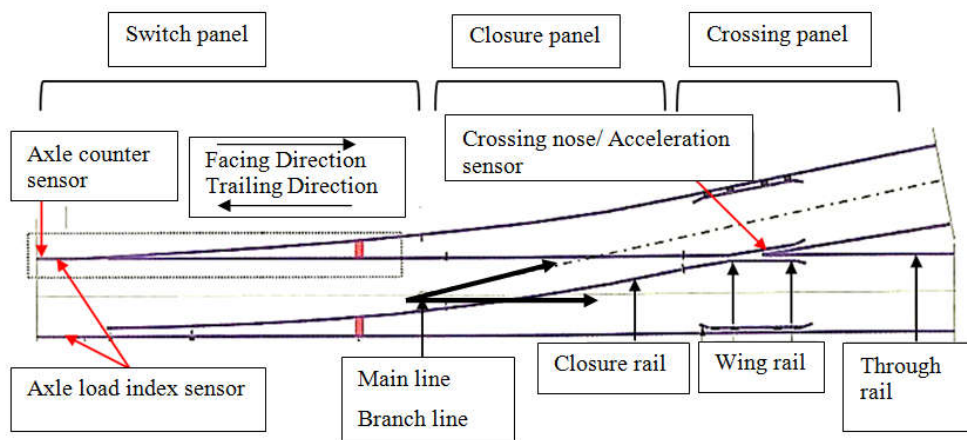 Switch panel
Closure panel
Crossing panel
Axle counter
sensor
Facing Direction
Trailing Direction
Crossing nose/ Acceleration
sensor
Axle load index sensor
Main line
Branch line
Closure rail
Wing rail
Through
rail